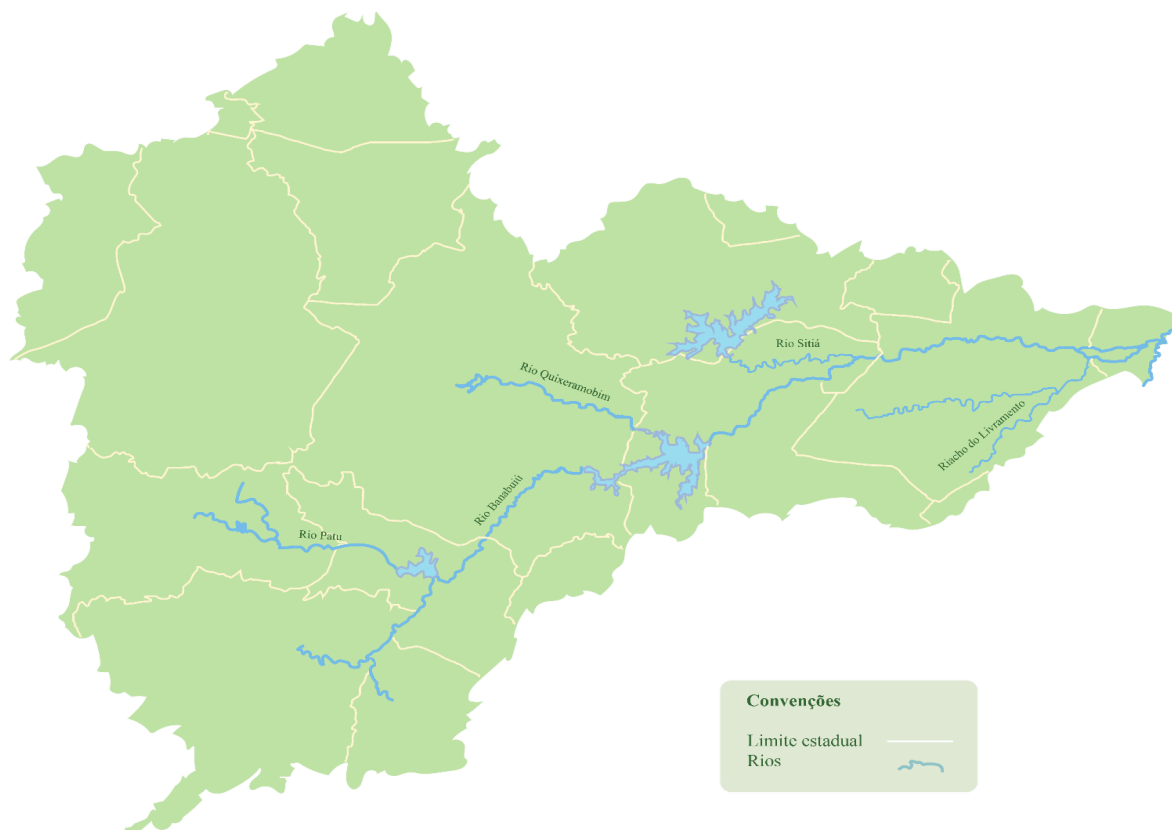 Rio Sitiá
Rio Quixeramobim
Riacho do Livramento
Rio Banabuiú
Rio Patu
Convenções
Limite estadual
Rios